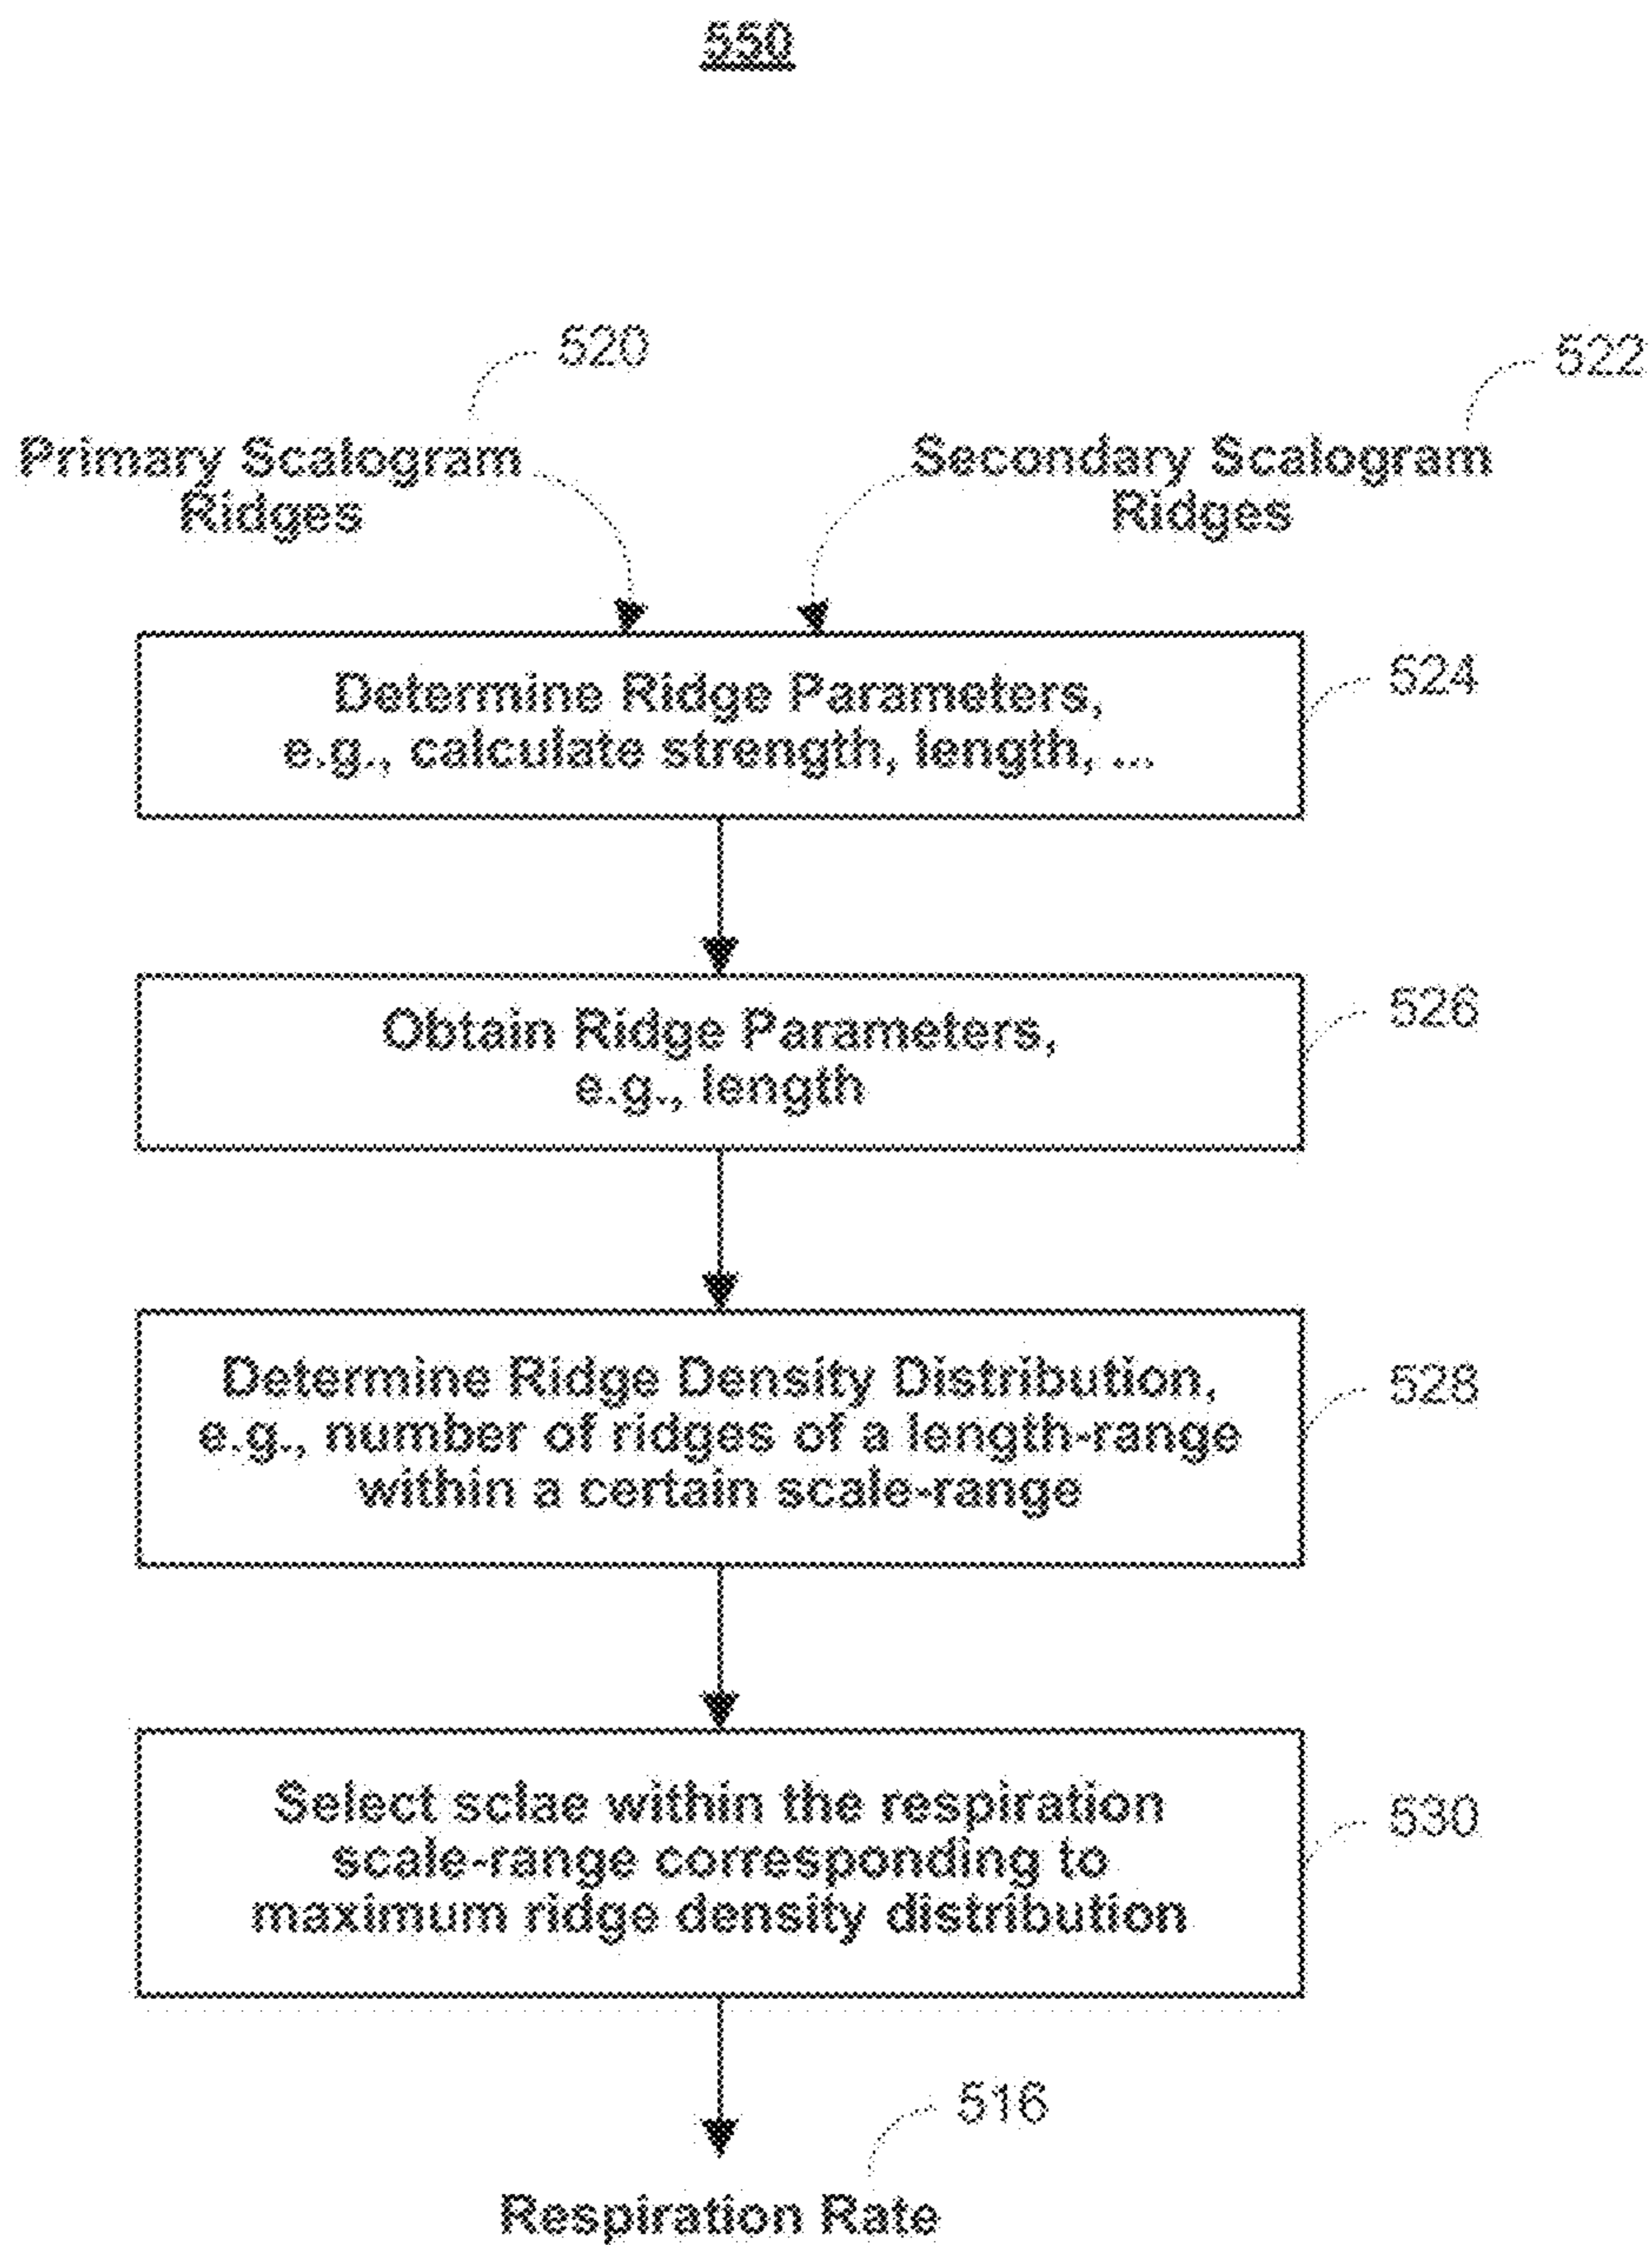 550
520
522
Primary Scalogram
Ridges
Secondary Scalogram
Ridges
Determine Ridge Parameters,
e.g., calculate strength, length, ...
524
Obtain Ridge Parameters,
e.g., length
526
Determine Ridge Density Distribution,
e.g., number of ridges of a length-range
within a certain scale-range
528
Select sclae within the respiration
scale-range corresponding to
maximum ridge density distribution
530
516
Respiration Rate